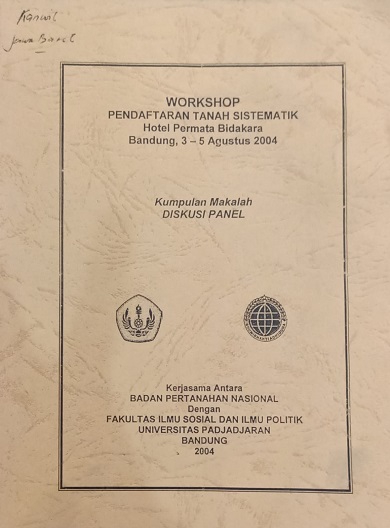 Kanwil
Jawa Barat
WORKSHOP
PENDAFTARAN TANAH SISTEMATIK
Hotel Permata Bidakara
Bandung, 3 – 5 Agustus 2004
Kumpulan Makalah
DISKUSI PANEL
Kerjasama Antara
BADAN PERTANAHAN NASIONAL
Dengan
FAKULTAS ILMU SOSIAL DAN ILMU POLITIK
UNIVERSITAS PADJADJARAN
BANDUNG
2004